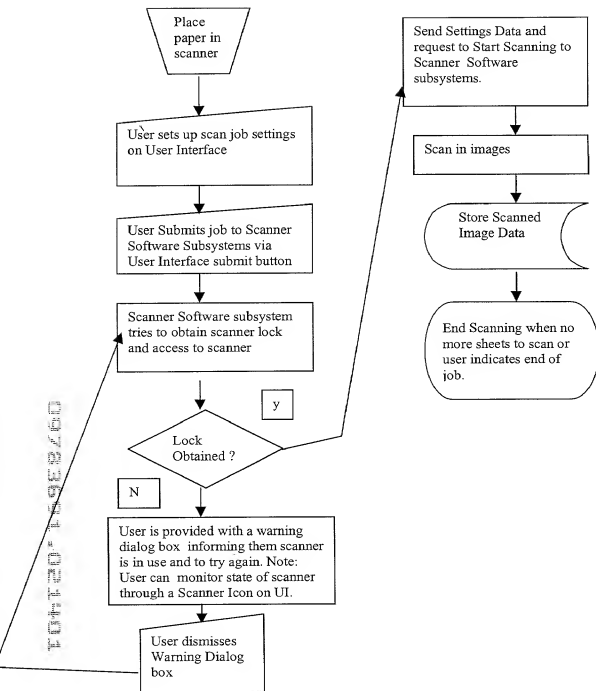 Place
paper in
scanner
User sets up scan job settings
on User Interface
User Submits job to Scanner
Software Subsystems via
User Interface submit button
Scanner Software subsystem
tries to obtain scanner lock
and access to scanner
y
Lock
Obtained ?
N
User is provided with a warning
dialog box informing them scanner
is in use and to try again. Note:
User can monitor state of scanner
through a Scanner Icon on UI.
User dismisses
Warning Dialog
box
Send Settings Data and
request to Start Scanning to
Scanner Software
subsystems.
Scan in images
Store Scanned
Image Data
End Scanning when no
more sheets to scan or
user indicates end of
job.